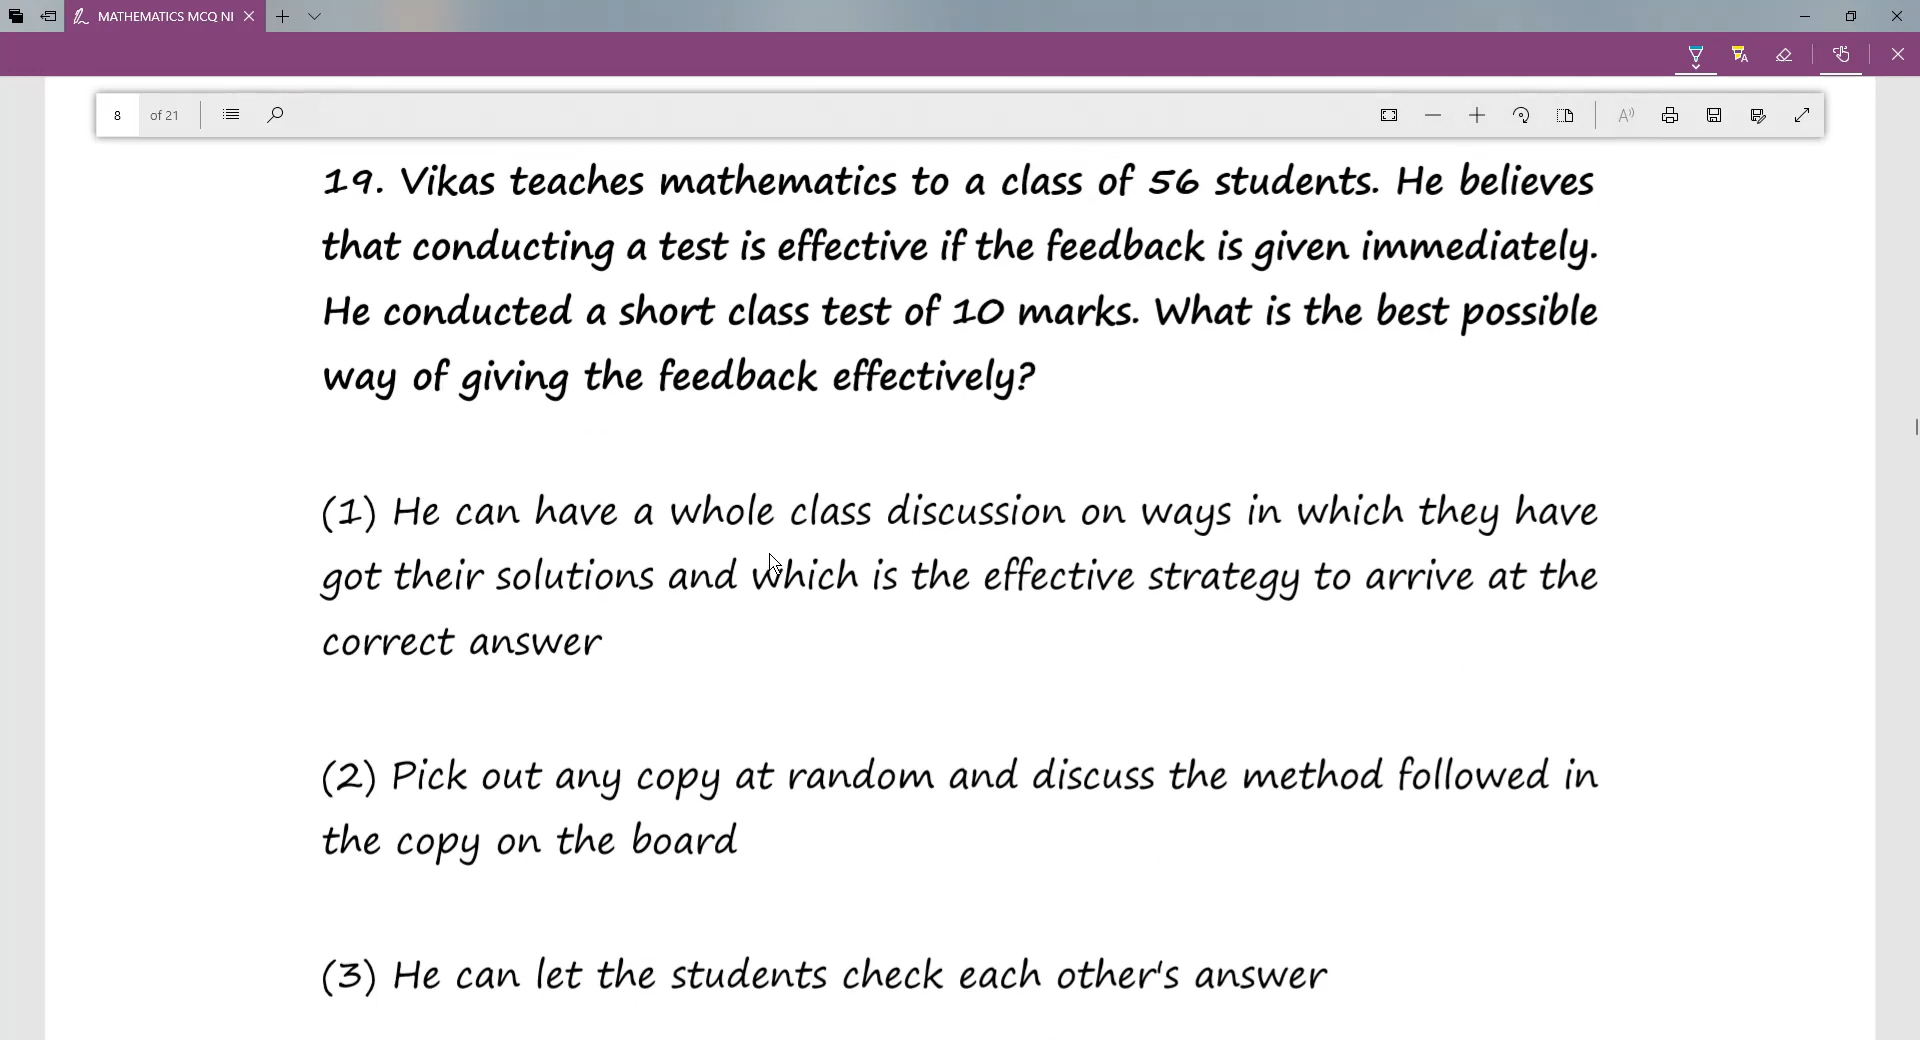 MATHEMATICS MCQ NI
8 of 21
19. Vikas teaches mathematics to a class of 56 students. He believes
that conducting a test is effective if the feedback is given immediately.
He conducted a short class test of 10 marks. What is the best possible
way of giving the feedback effectively?
(1) He can have a whole class discussion on ways in which they have
got their solutions and which is the effective strategy to arrive at the
correct answer
(2) Pick out any copy at random and discuss the method followed in
the copy on the board
(3) He can let the students check each other's answer